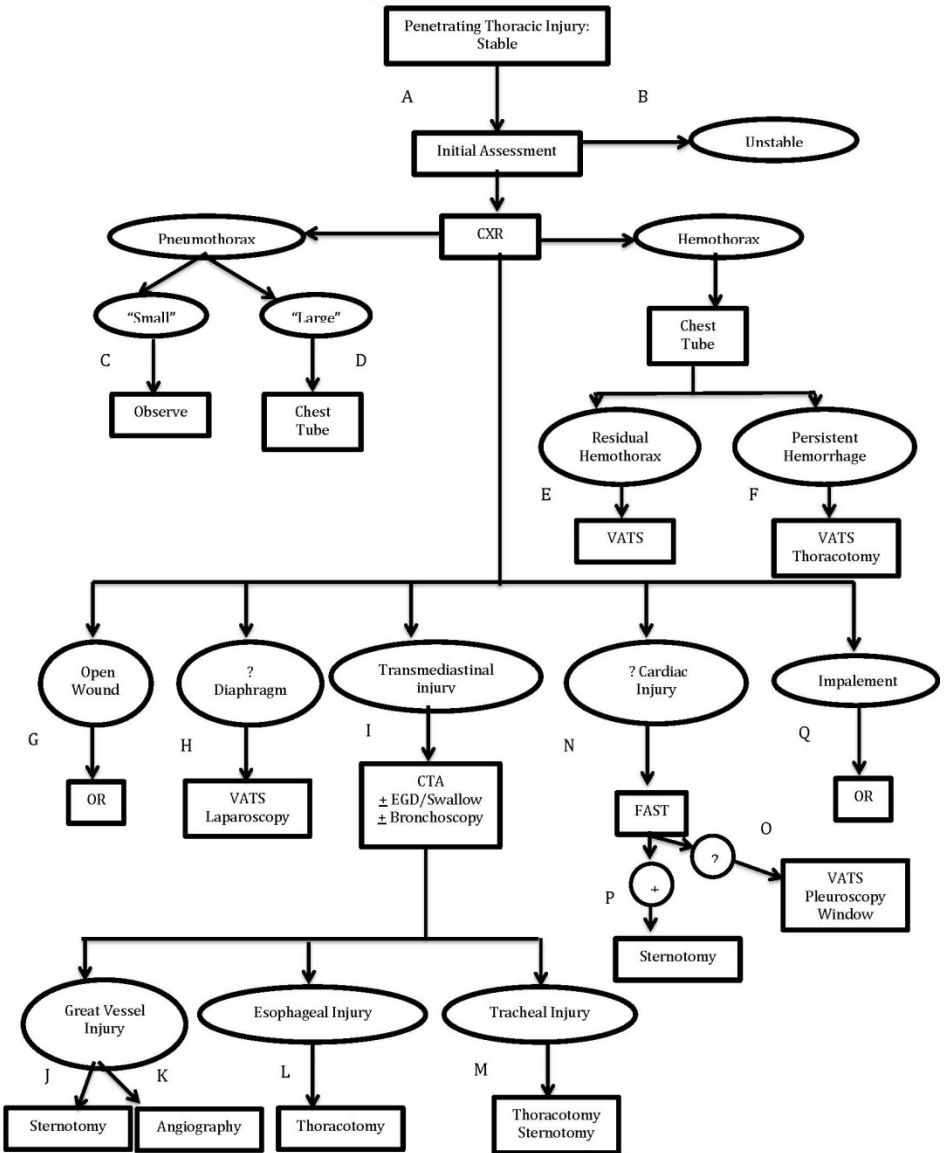 Penetrating Thoracic Injury:
Stable
A
B
Initial Assessment
Unstable
Pneumothorax
CXR
Hemothorax
"Small"
"Large"
Chest
Tube
C
D
Observe
Chest
Tube
Residual
Hemothorax
Persistent
Hemorrhage
E
F
VATS
VATS
Thoracotomy
Open
Wound
?
Diaphragm
Transmediastinal
injury
? Cardiac
Injury
Impalement
G
H
I
N
Q
OR
VATS
Laparoscopy
CTA
± EGD/Swallow
± Bronchoscopy
FAST
OR
O
?
P
+
VATS
Pleuroscopy
Window
Sternotomy
Great Vessel
Injury
Esophageal Injury
Tracheal Injury
J
K
L
M
Sternotomy
Angiography
Thoracotomy
Thoracotomy
Sternotomy